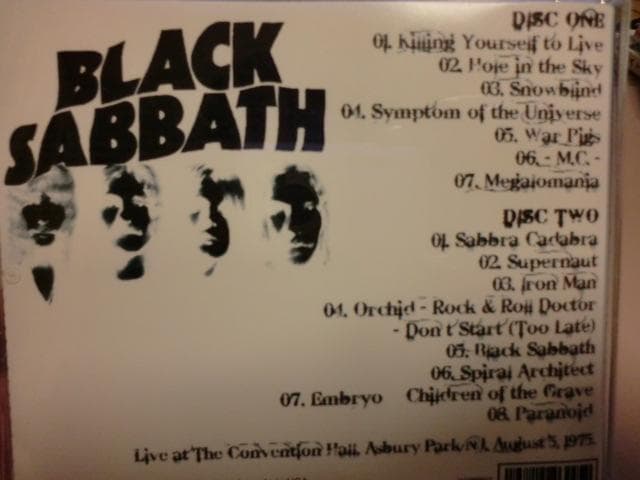 BLACK
SABBATH
DISC ONE
01. Killing Yourself to Live
02. Hole in the Sky
03. Snowblind
04. Symptom of the Universe
05. War Pigs
06. - M.C. -
07. Megalomania
DISC TWO
01. Sabbra Cadabra
02. Supernaut
03. Iron Man
04. Orchid - Rock & Roll Doctor
- Don't Start (Too Late)
05. Black Sabbath
06. Spiral Architect
07. Embryo Children of the Grave
08. Paranoid
Live at The Convention Hall, Asbury Park, NJ, August 5, 1975.